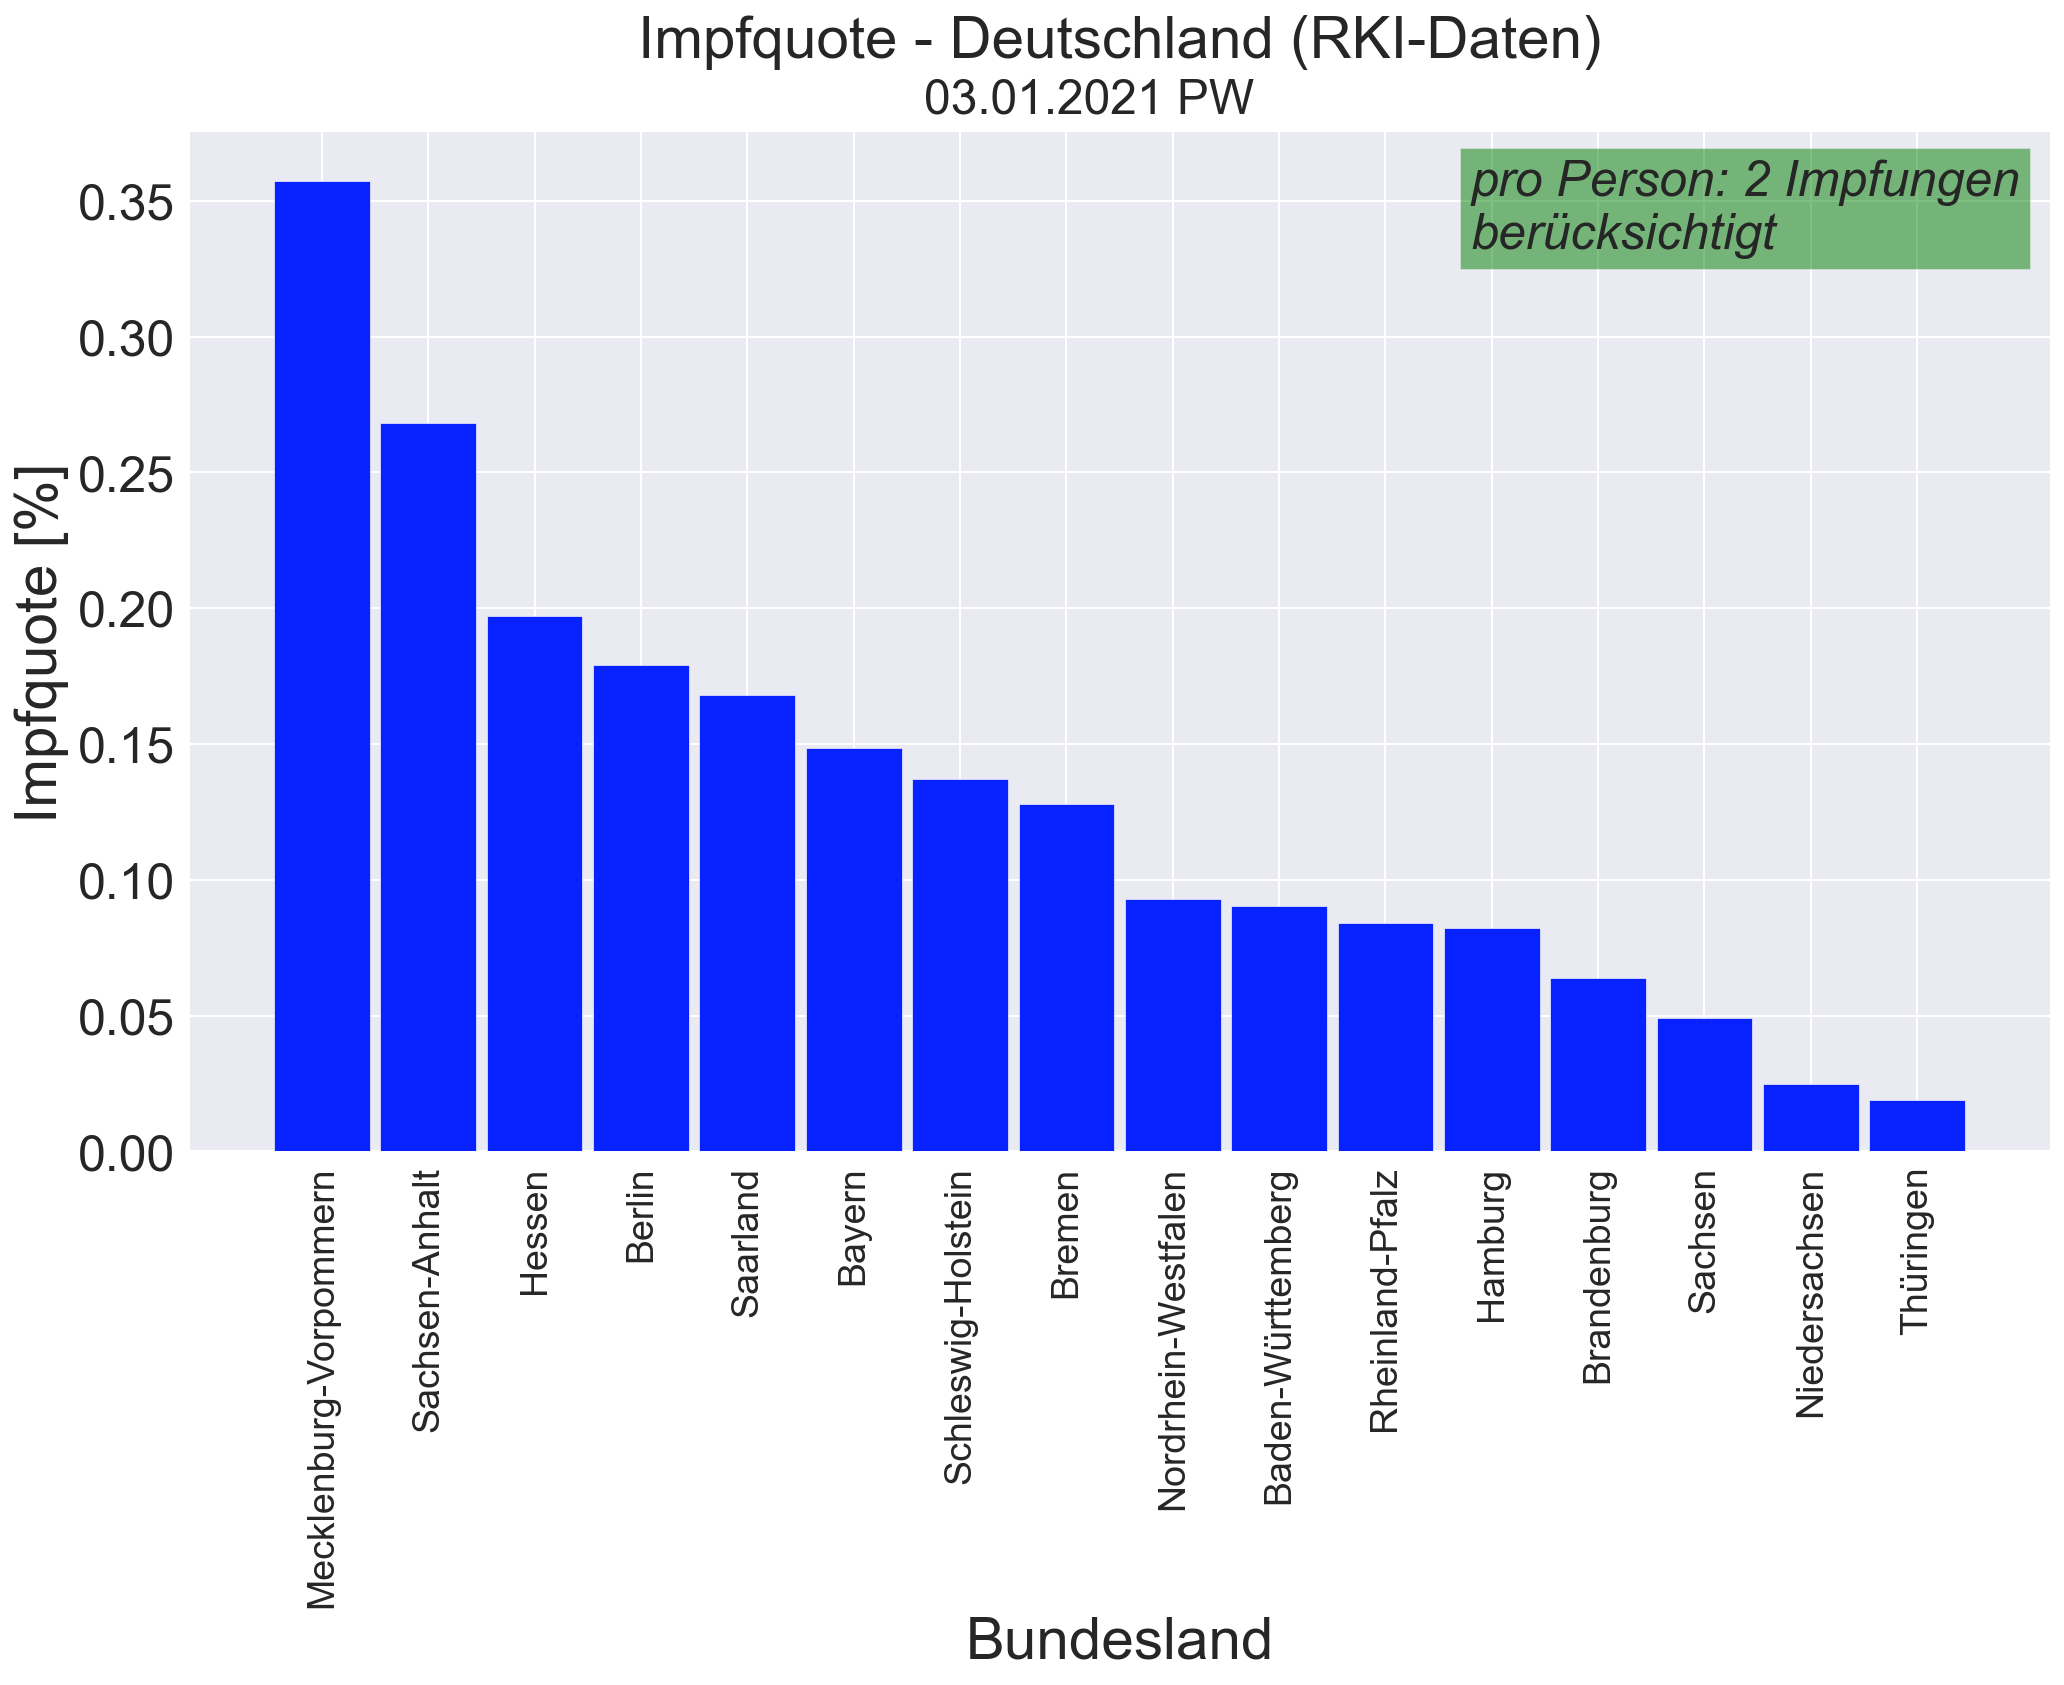 Impfquote - Deutschland (RKI-Daten)
03.01.2021 PW
pro Person: 2 Impfungen
berücksichtigt
Impfquote [%]
0.35
0.30
0.25
0.20
0.15
0.10
0.05
0.00
Mecklenburg-Vorpommern
Sachsen-Anhalt
Hessen
Berlin
Saarland
Bayern
Schleswig-Holstein
Bremen
Nordrhein-Westfalen
Baden-Württemberg
Rheinland-Pfalz
Hamburg
Brandenburg
Sachsen
Niedersachsen
Thüringen
Bundesland